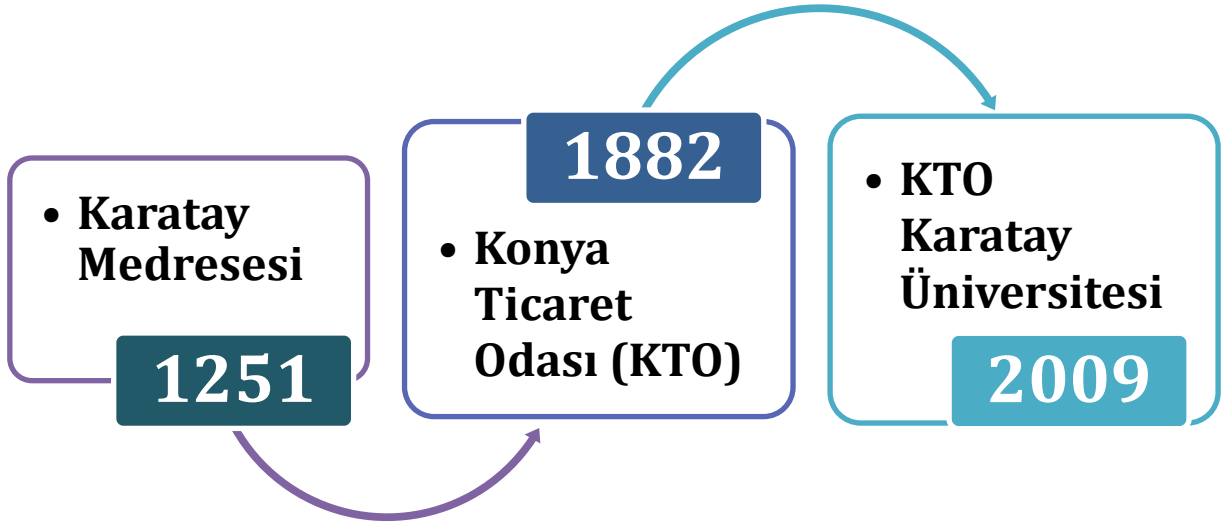 • Karatay
Medresesi
1251
1882
• Konya
Ticaret
Odası (KTO)
• KTO
Karatay
Üniversitesi
2009